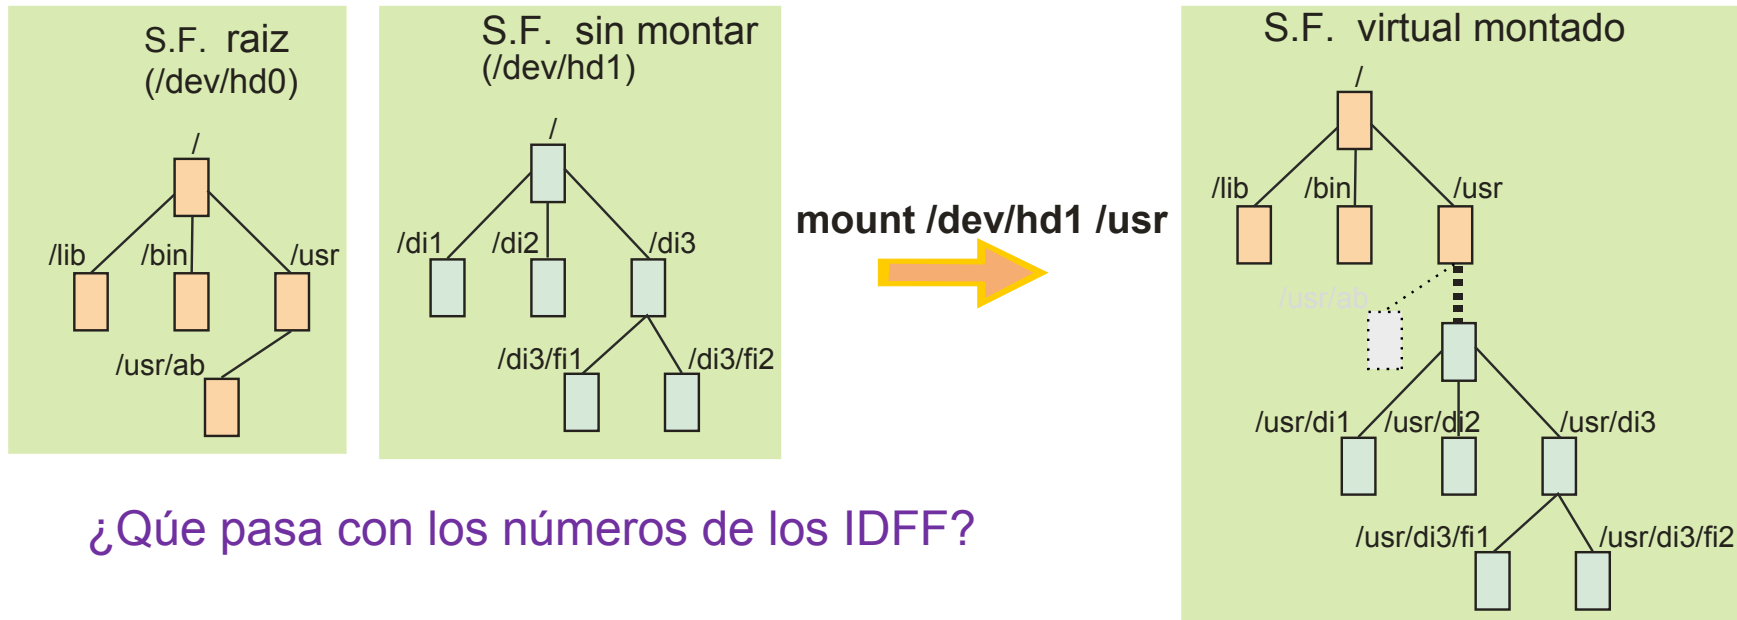 S.F. raiz
(/dev/hd0)
/
/lib
/bin
/usr
/usr/ab
S.F. sin montar
(/dev/hd1)
/
/di1
/di2
/di3
/di3/fi1
/di3/fi2
mount /dev/hd1 /usr
S.F. virtual montado
/
/lib
/bin
/usr
/usr/ab
/usr/di1
/usr/di2
/usr/di3
/usr/di3/fi1
/usr/di3/fi2
¿Qúe pasa con los números de los IDFF?